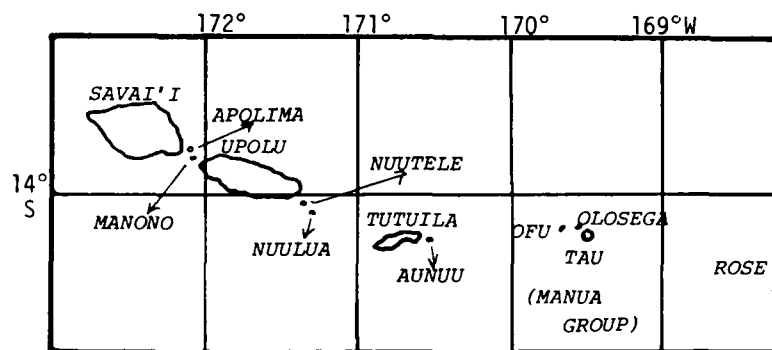 172° 171° 170° 169°W
SAVAI'I
APOLIMA
UPOLU
NUUTELE
14°
S
MANONO
NUULUA
TUTUILA
AUNUU
OFU
OLOSEGA
TAU
(MANUA
GROUP)
ROSE